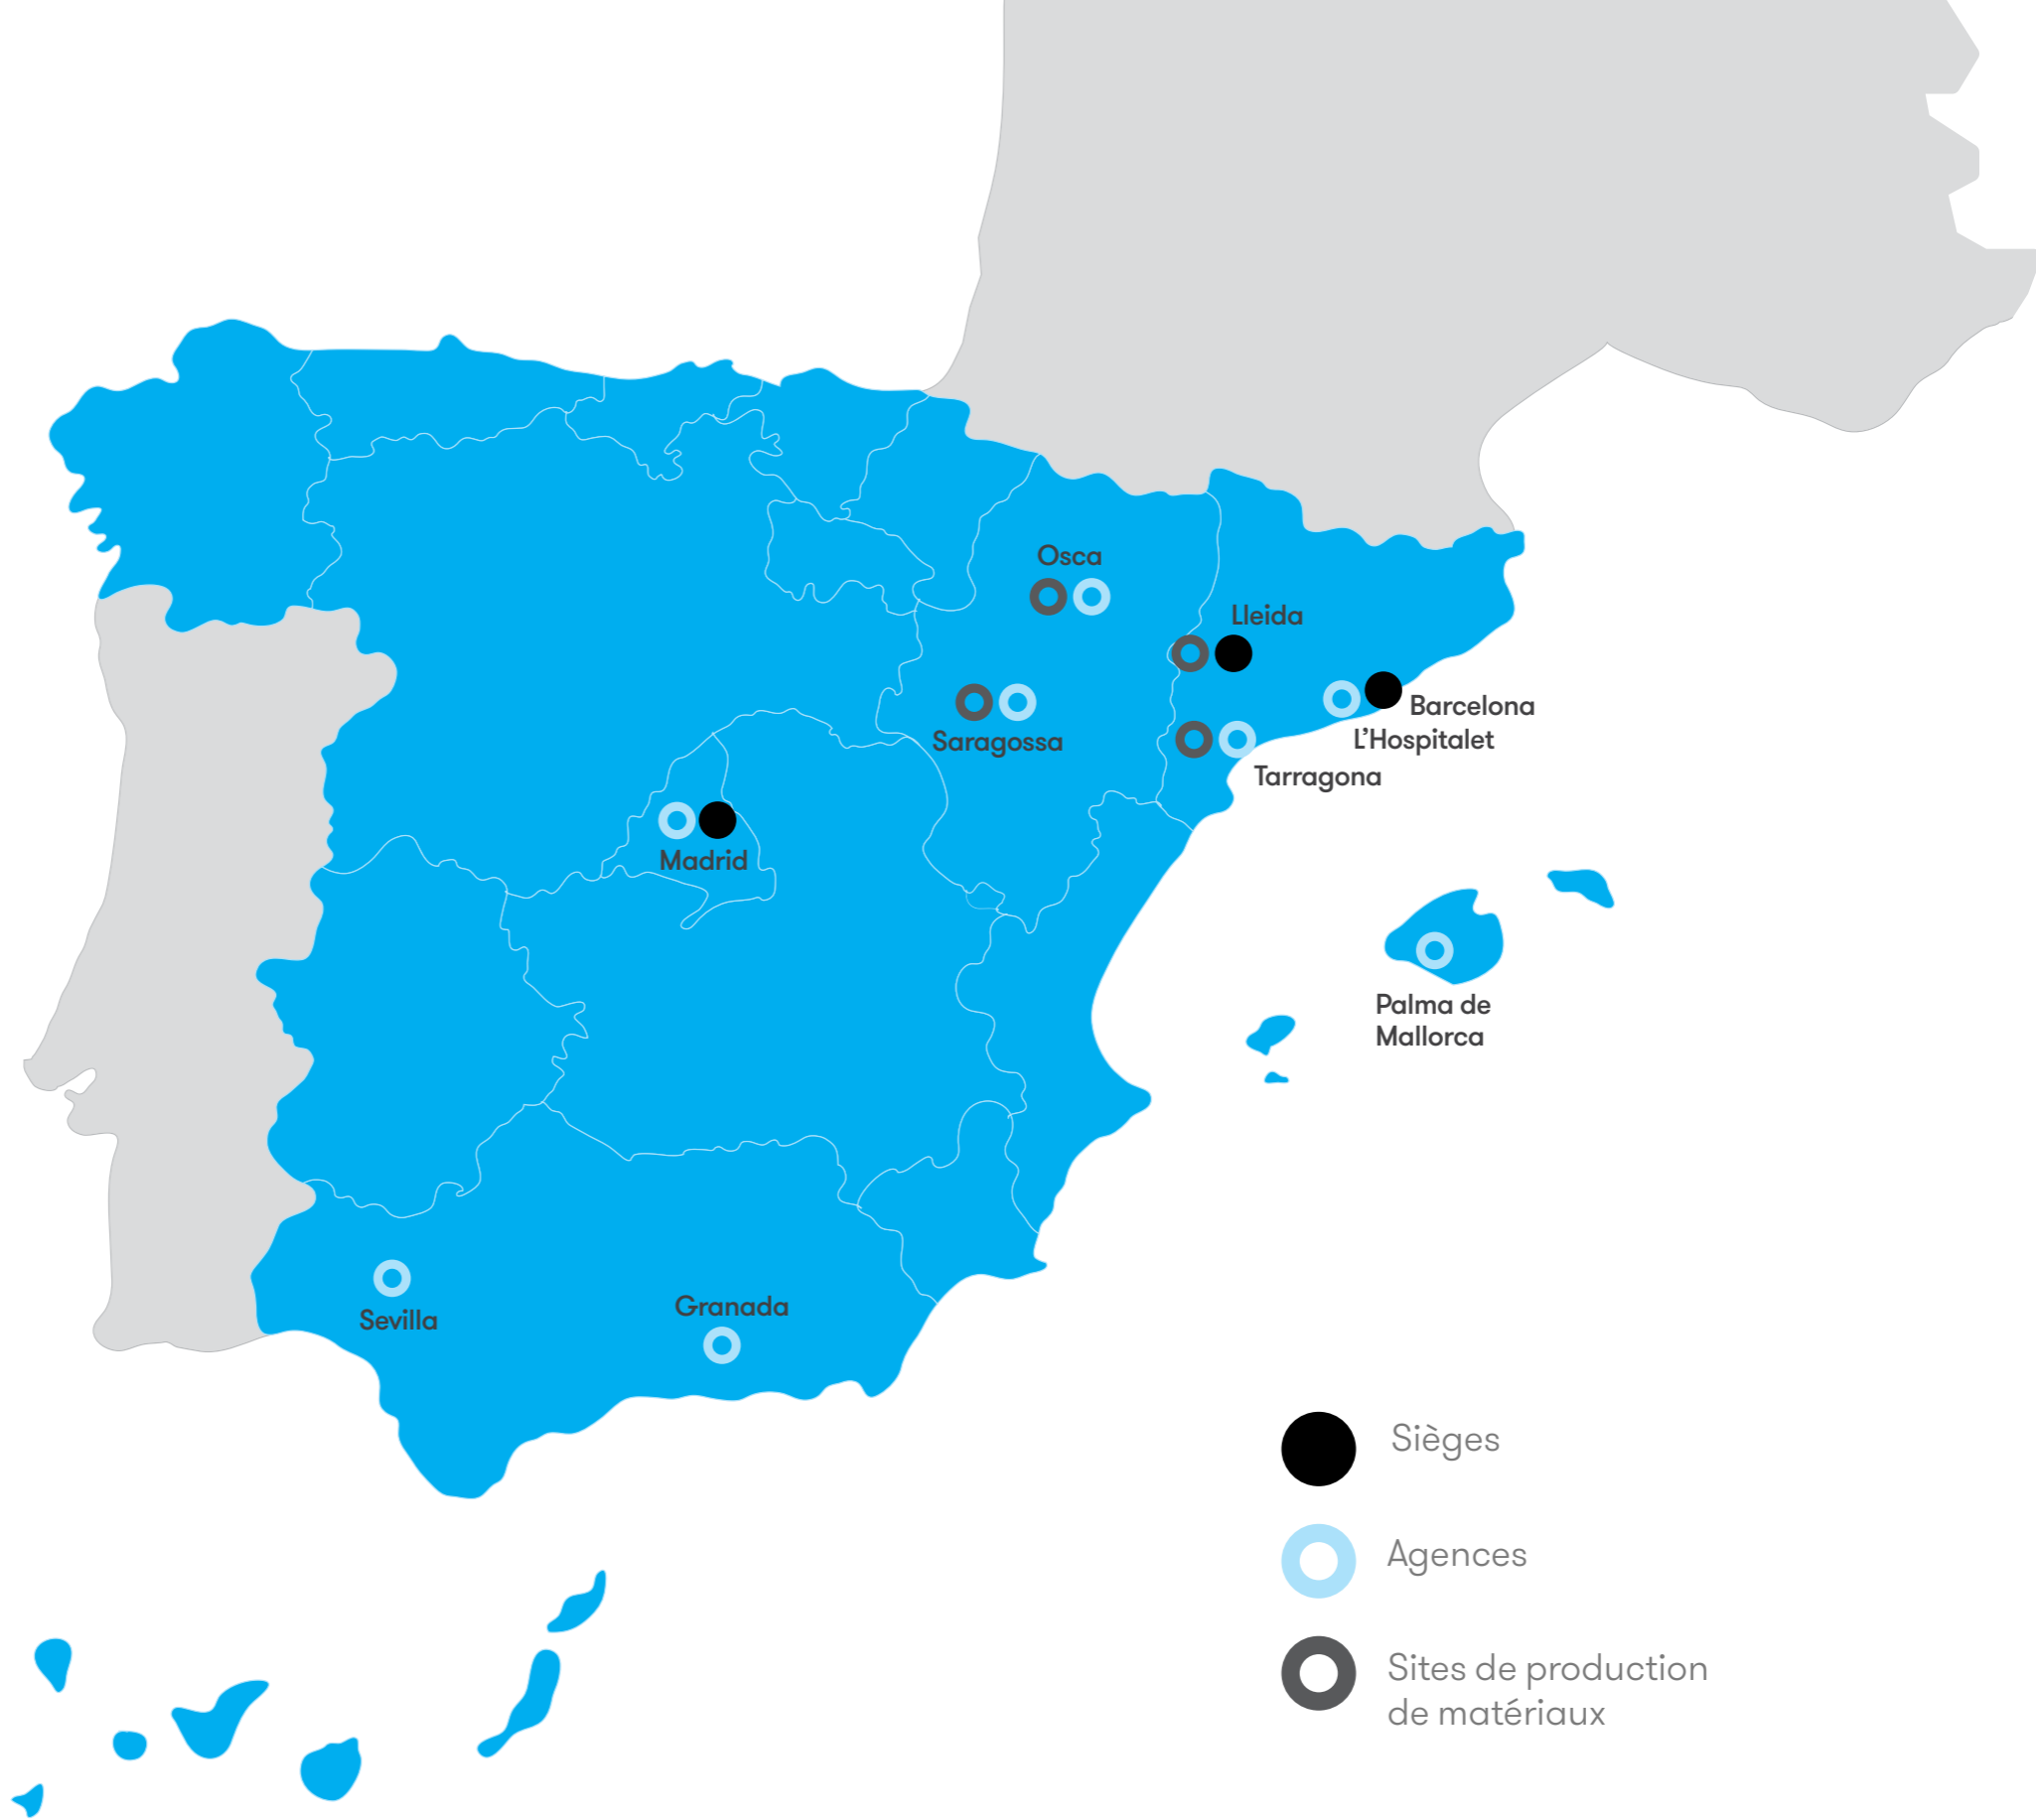 Osca
Lleida
Barcelona
L’Hospitalet
Saragossa
Tarragona
Madrid
Palma de
Mallorca
Granada
Sevilla
Sièges
Agences
Sites de production
de matériaux